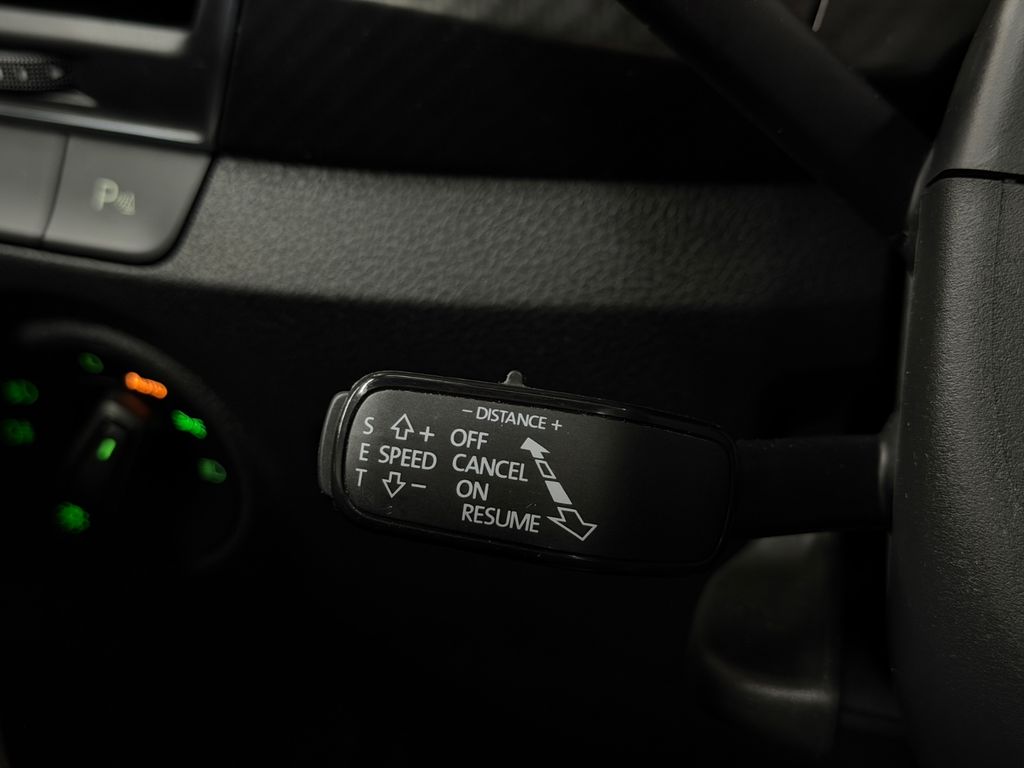 P
- DISTANCE +
S + OFF
E SPEED CANCEL
T - ON
RESUME